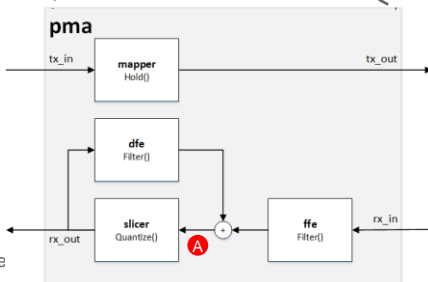 pma
tx_in
tx_out
mapper
Hold()
dfe
Filter()
slicer
Quantize()
A
+
ffe
Filter()
rx_in
rx_out
e